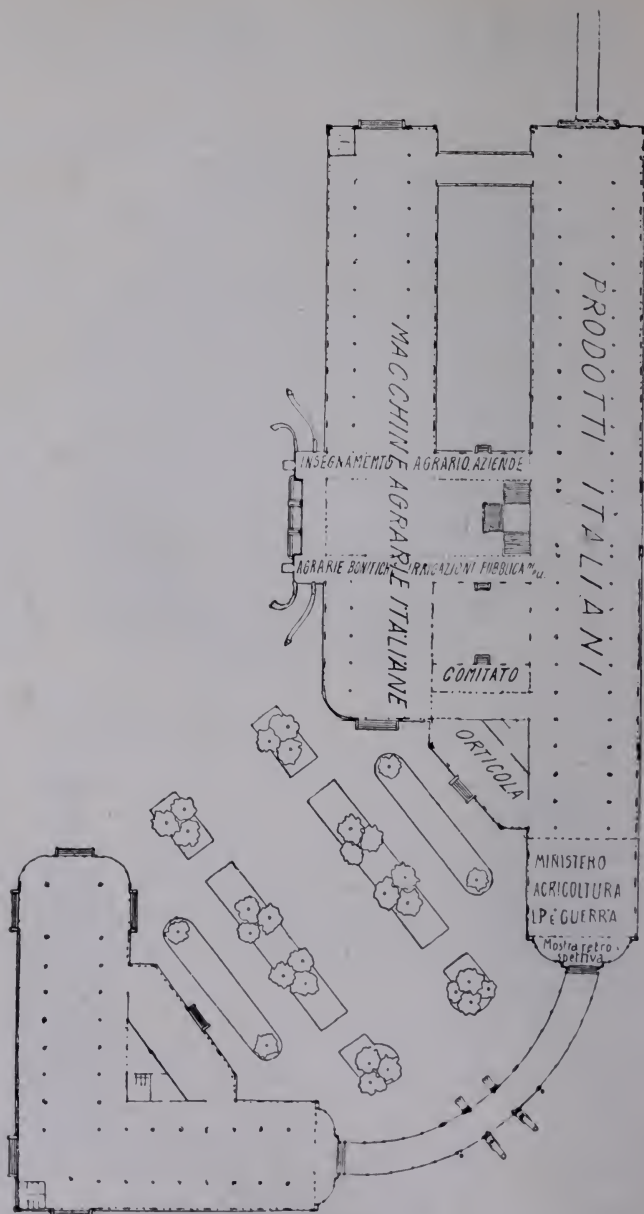 PRODOTTI ITALIANI
MACCHINE AGRARIE ITALIANE
INSEGNAMENTO AGRARIO AZIENDE
AGRARIE BONIFICHE IRRIGAZIONI PUBBLICA
COMITATO
ORTICOLA
MINISTERO
AGRICOLTURA
GUERRA
Mostra retro-
spettiva